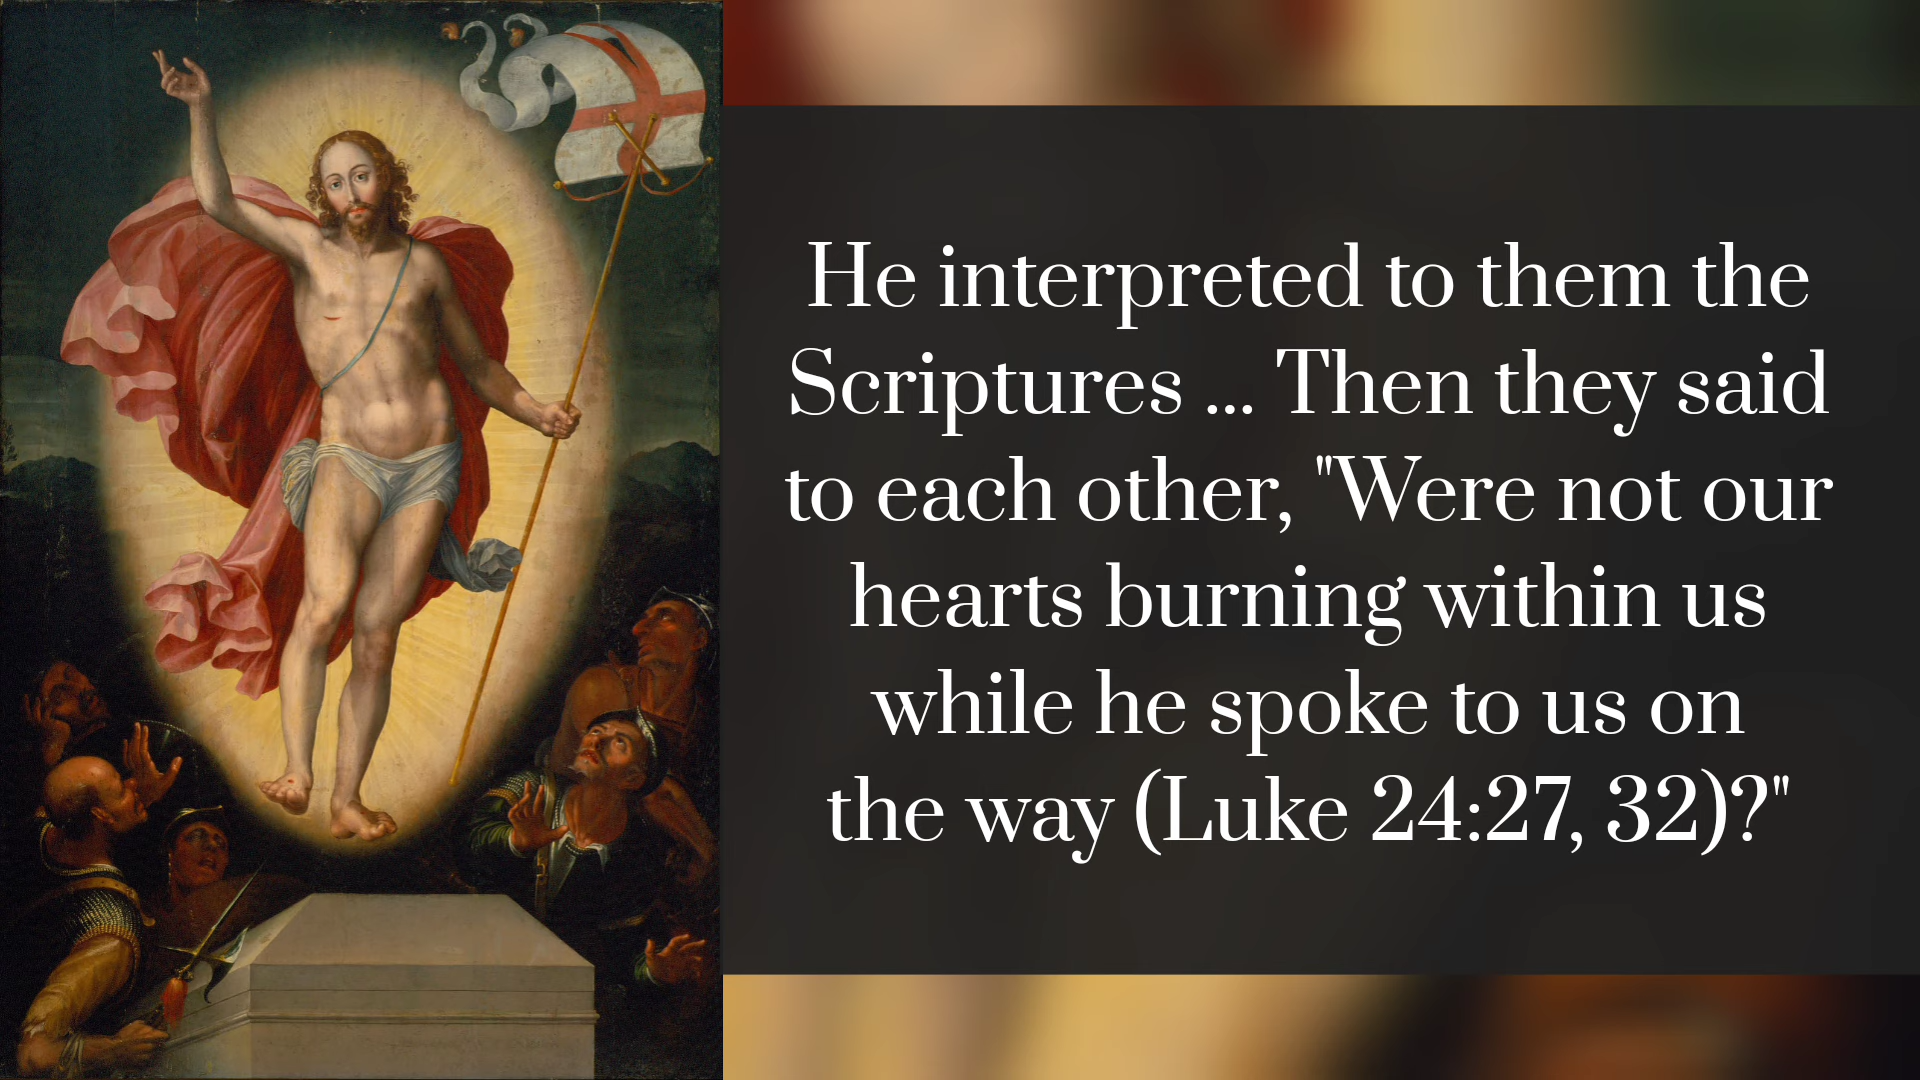 He interpreted to them the
Scriptures ... Then they said
to each other, "Were not our
hearts burning within us
while he spoke to us on
the way (Luke 24:27, 32)?"